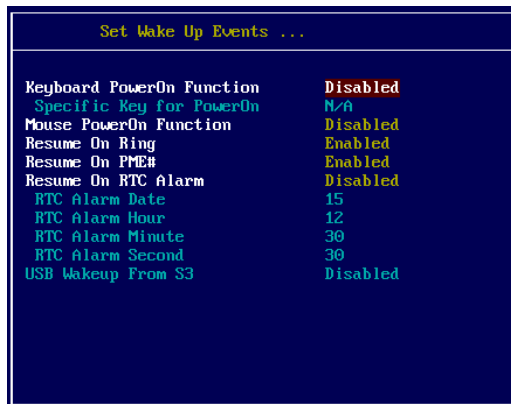 Set Wake Up Events ...
Keyboard PowerOn Function Disabled
Specific Key for PowerOn N/A
Mouse PowerOn Function Disabled
Resume On Ring Enabled
Resume On PME# Enabled
Resume On RTC Alarm Disabled
RTC Alarm Date 15
RTC Alarm Hour 12
RTC Alarm Minute 30
RTC Alarm Second 30
USB Wakeup From S3 Disabled